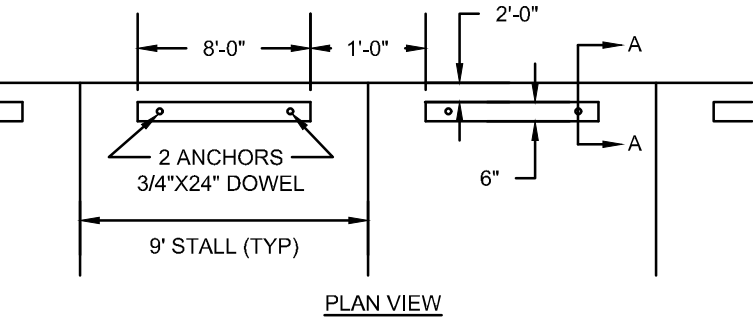 2'-0"
8'-0"
1'-0"
A
2 ANCHORS
3/4"X24" DOWEL
A
6"
9' STALL (TYP)
PLAN VIEW